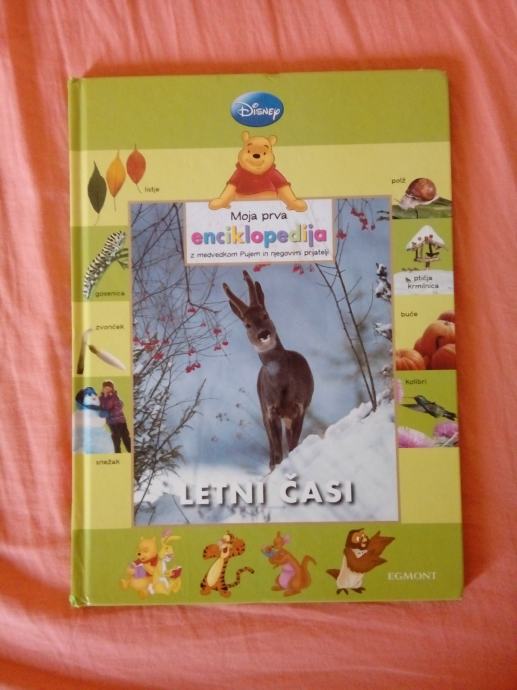 DISNEY
Moja prva
enciklopedija
z medvedkom Pujem in njegovimi prijatelji
listje
gosenica
zvonček
snežak
polž
ptičja
krmilnica
buče
Kolibri
LETNI ČASI
EGMONT